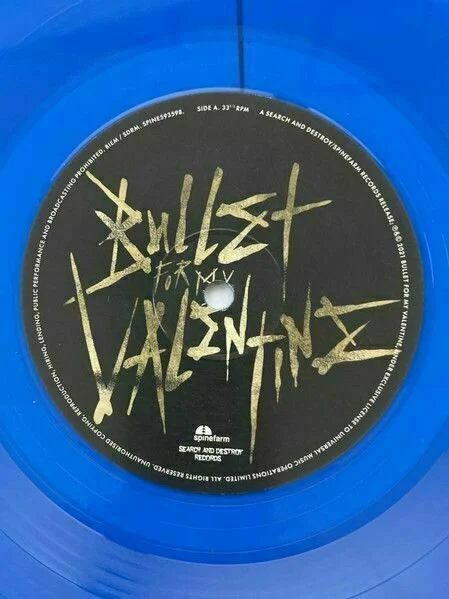 UNAUTHORISED COPYING, REPRODUCTION, HIRING, LENDING, PUBLIC PERFORMANCE AND BROADCASTING PROHIBITED. BIEM / SDRM. SPINE593598. SIDE A. 33⅓ RPM A SEARCH AND DESTROY/SPINEFARM RECORDS RELEASE; ℗&© 2021 BULLET FOR MY VALENTINE, UNDER EXCLUSIVE LICENSE TO UNIVERSAL MUSIC OPERATIONS LIMITED. ALL RIGHTS RESERVED.
BULLET
FOR MY
VALENTINE
spinefarm
SEARCH AND DESTROY
RECORDS